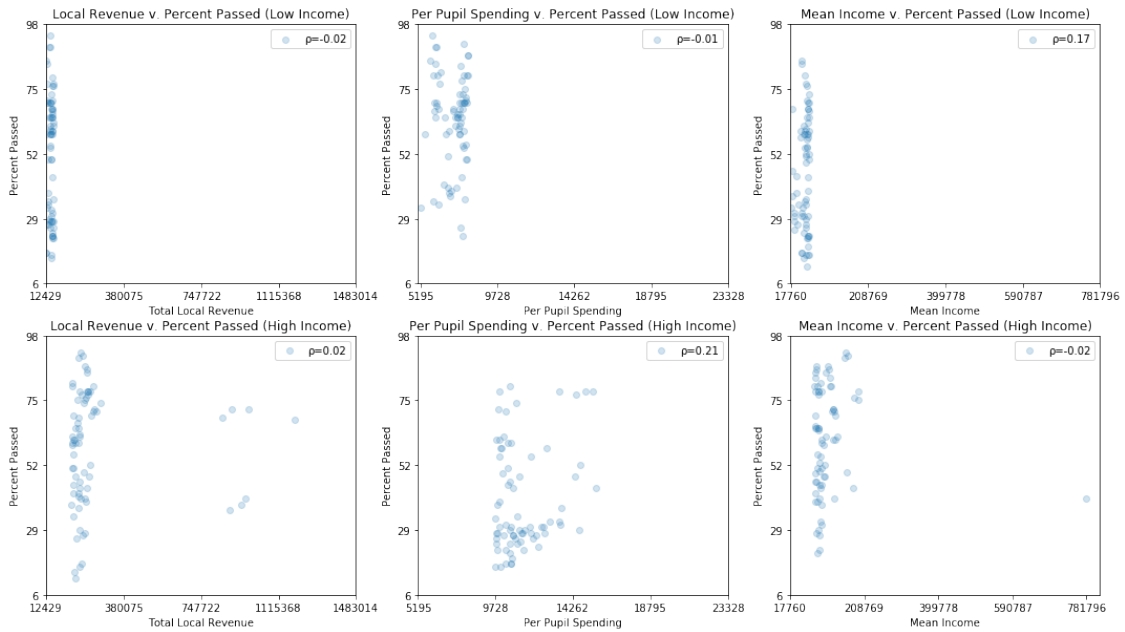 Local Revenue v. Percent Passed (Low Income)
ρ=-0.02
98
75
52
29
6
Percent Passed
12429 380075 747722 1115368 1483014
Total Local Revenue
Per Pupil Spending v. Percent Passed (Low Income)
ρ=-0.01
98
75
52
29
6
Percent Passed
5195 9728 14262 18795 23328
Per Pupil Spending
Mean Income v. Percent Passed (Low Income)
ρ=0.17
98
75
52
29
6
Percent Passed
17760 208769 399778 590787 781796
Mean Income
Local Revenue v. Percent Passed (High Income)
ρ=0.02
98
75
52
29
6
Percent Passed
12429 380075 747722 1115368 1483014
Total Local Revenue
Per Pupil Spending v. Percent Passed (High Income)
ρ=0.21
98
75
52
29
6
Percent Passed
5195 9728 14262 18795 23328
Per Pupil Spending
Mean Income v. Percent Passed (High Income)
ρ=-0.02
98
75
52
29
6
Percent Passed
17760 208769 399778 590787 781796
Mean Income